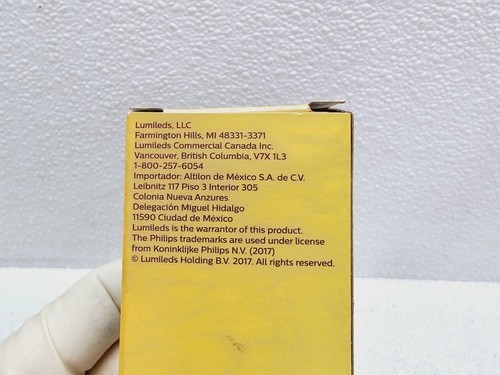 Lumileds, LLC
Farmington Hills, MI 48331-3371
Lumileds Commercial Canada Inc.
Vancouver, British Columbia, V7X 1L3
1-800-257-6054
Importador: Altilon de México S.A. de C.V.
Leibnitz 117 Piso 3 Interior 305
Colonia Nueva Anzures
Delegación Miguel Hidalgo
11590 Ciudad de México
Lumileds is the warrantor of this product.
The Philips trademarks are used under license
from Koninklijke Philips N.V. (2017)
© Lumileds Holding B.V. 2017. All rights reserved.